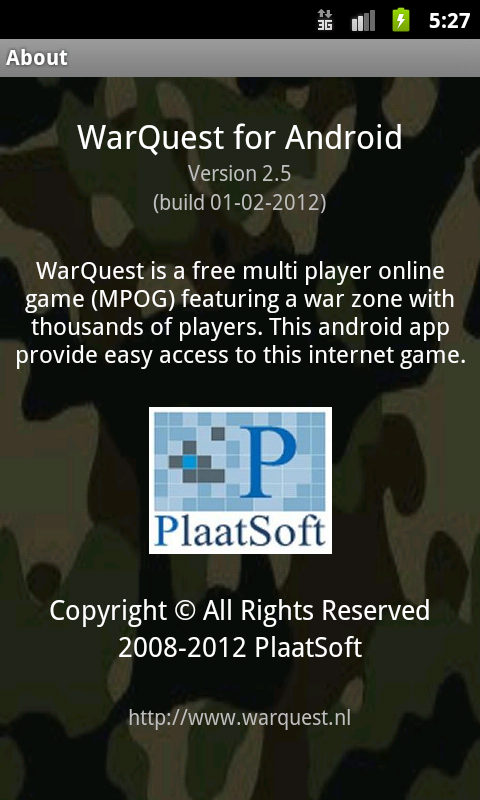 3G 5:27
About
WarQuest for Android
Version 2.5
(build 01-02-2012)
WarQuest is a free multi player online
game (MPOG) featuring a war zone with
thousands of players. This android app
provide easy access to this internet game.
P
PlaatSoft
Copyright © All Rights Reserved
2008-2012 PlaatSoft
http://www.warquest.nl